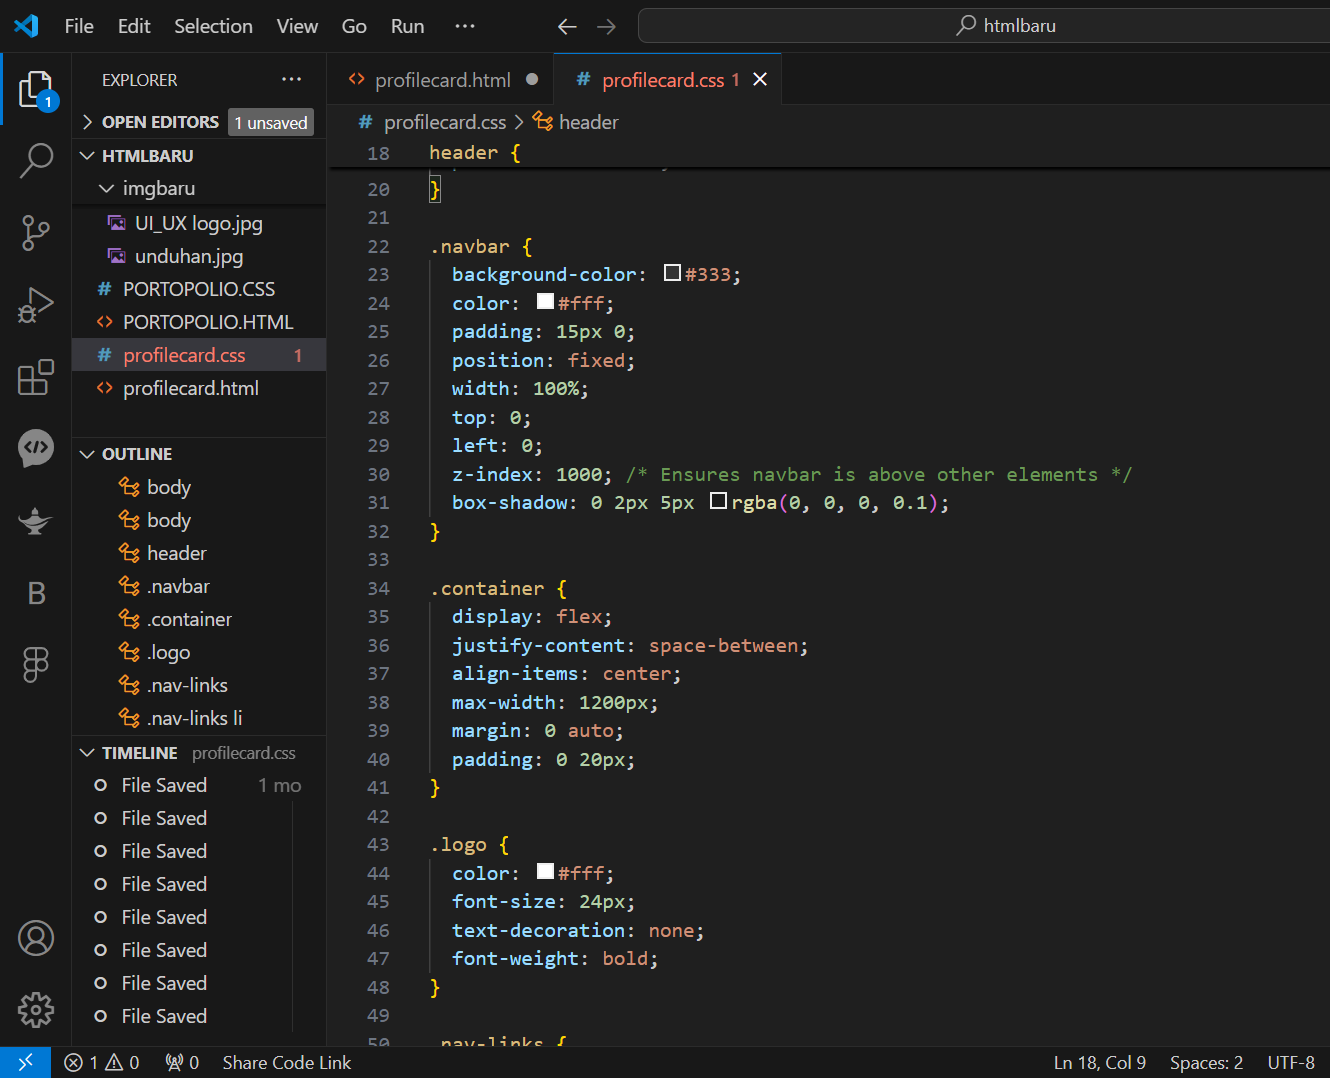 File Edit Selection View Go Run ···
htmlbaru
EXPLORER ···
OPEN EDITORS 1 unsaved
HTMLBARU
imgbaru
UI_UX logo.jpg
unduhan.jpg
# PORTOPOLIO.CSS
<> PORTOPOLIO.HTML
# profilecard.css 1
<> profilecard.html
OUTLINE
body
body
header
.navbar
.container
.logo
.nav-links
.nav-links li
TIMELINE profilecard.css
File Saved 1 mo
File Saved
File Saved
File Saved
File Saved
File Saved
File Saved
File Saved
1
B
<> profilecard.html
# profilecard.css 1
# profilecard.css > header
18 header {
20 }
21
22 .navbar {
23 background-color: #333;
24 color: #fff;
25 padding: 15px 0;
26 position: fixed;
27 width: 100%;
28 top: 0;
29 left: 0;
30 z-index: 1000; /* Ensures navbar is above other elements */
31 box-shadow: 0 2px 5px rgba(0, 0, 0, 0.1);
32 }
33
34 .container {
35 display: flex;
36 justify-content: space-between;
37 align-items: center;
38 max-width: 1200px;
39 margin: 0 auto;
40 padding: 0 20px;
41 }
42
43 .logo {
44 color: #fff;
45 font-size: 24px;
46 text-decoration: none;
47 font-weight: bold;
48 }
49
50 .nav-links {
1 0 0 Share Code Link
Ln 18, Col 9 Spaces: 2 UTF-8